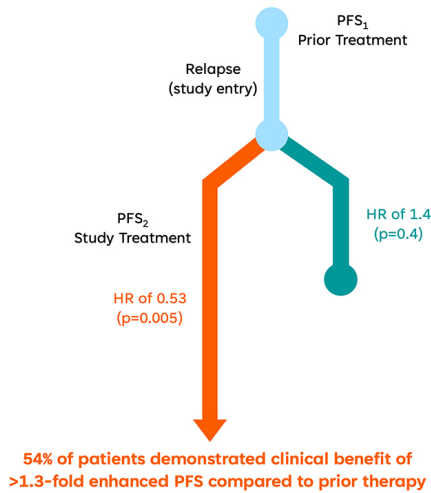 PFS₁
Prior Treatment
Relapse
(study entry)
HR of 1.4
(p=0.4)
PFS₂
Study Treatment
HR of 0.53
(p=0.005)
54% of patients demonstrated clinical benefit of
>1.3-fold enhanced PFS compared to prior therapy